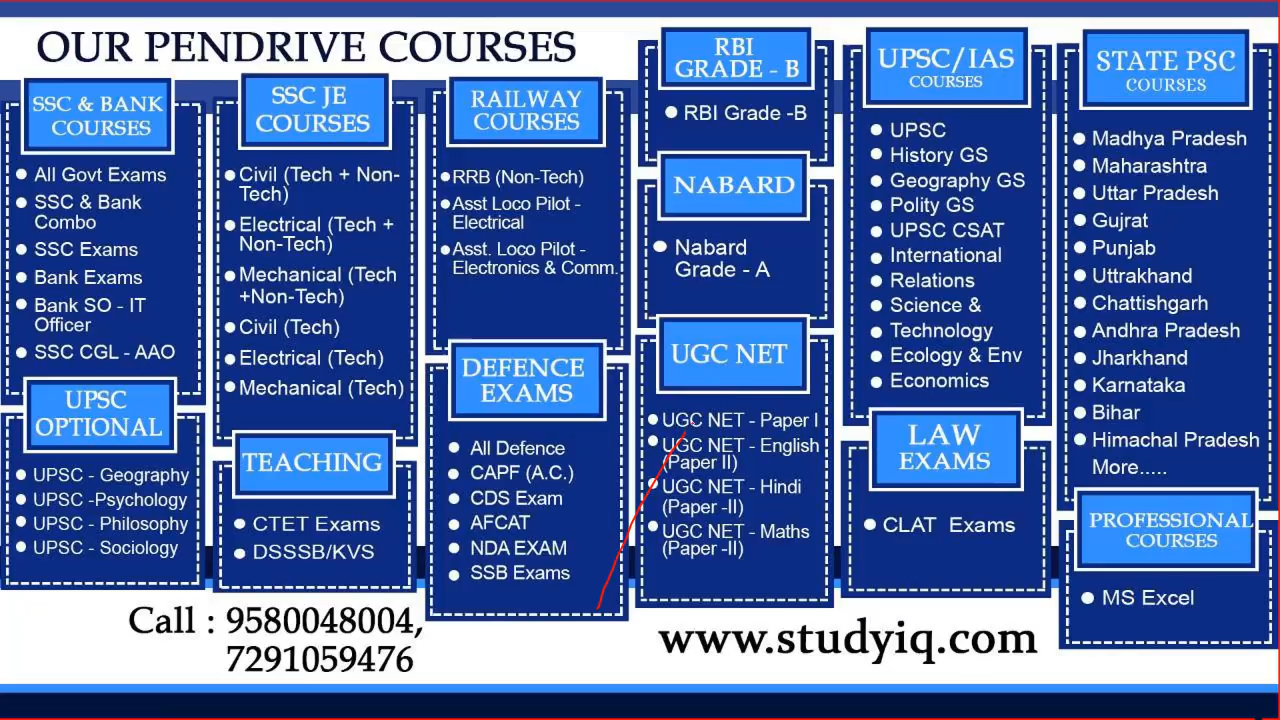 OUR PENDRIVE COURSES
SSC & BANK
COURSES
All Govt Exams
SSC & Bank
Combo
SSC Exams
Bank Exams
Bank SO - IT
Officer
SSC CGL - AAO
UPSC
OPTIONAL
UPSC - Geography
UPSC -Psychology
UPSC - Philosophy
UPSC - Sociology
SSC JE
COURSES
Civil (Tech + Non-
Tech)
Electrical (Tech +
Non-Tech)
Mechanical (Tech
+Non-Tech)
Civil (Tech)
Electrical (Tech)
Mechanical (Tech)
TEACHING
CTET Exams
DSSSB/KVS
RAILWAY
COURSES
RRB (Non-Tech)
Asst Loco Pilot -
Electrical
Asst. Loco Pilot -
Electronics & Comm.
DEFENCE
EXAMS
All Defence
CAPF (A.C.)
CDS Exam
AFCAT
NDA EXAM
SSB Exams
RBI
GRADE - B
RBI Grade -B
NABARD
Nabard
Grade - A
UGC NET
UGC NET - Paper I
UGC NET - English
(Paper II)
UGC NET - Hindi
(Paper -II)
UGC NET - Maths
(Paper -II)
UPSC/IAS
COURSES
UPSC
History GS
Geography GS
Polity GS
UPSC CSAT
International
Relations
Science &
Technology
Ecology & Env
Economics
LAW
EXAMS
CLAT Exams
STATE PSC
COURSES
Madhya Pradesh
Maharashtra
Uttar Pradesh
Gujrat
Punjab
Uttrakhand
Chattishgarh
Andhra Pradesh
Jharkhand
Karnataka
Bihar
Himachal Pradesh
More.....
PROFESSIONAL
COURSES
MS Excel
Call : 9580048004,
7291059476
www.studyiq.com